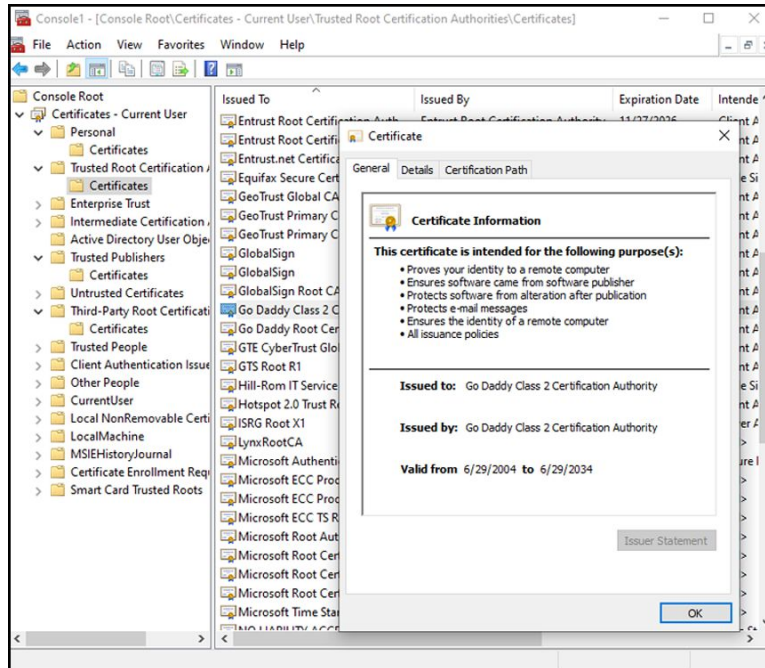 Console1 - [Console Root\Certificates - Current User\Trusted Root Certification Authorities\Certificates]
File Action View Favorites Window Help
Console Root
Certificates - Current User
Personal
Certificates
Trusted Root Certification
Certificates
Enterprise Trust
Intermediate Certification
Active Directory User Obje
Trusted Publishers
Certificates
Untrusted Certificates
Third-Party Root Certificati
Certificates
Trusted People
Client Authentication Issue
Other People
CurrentUser
Local NonRemovable Certi
LocalMachine
MSIEHistoryJournal
Certificate Enrollment Requ
Smart Card Trusted Roots
Issued To Issued By Expiration Date Intende
Entrust Root Certification Auth Entrust Root Certification Authority 11/27/2026 Client A
Entrust Root Certifi
Entrust.net Certifica
Equifax Secure Cert
GeoTrust Global CA
GeoTrust Primary C
GeoTrust Primary C
GlobalSign
GlobalSign
GlobalSign Root CA
Go Daddy Class 2 C
Go Daddy Root Cer
GTE CyberTrust Glo
GTS Root R1
Hill-Rom IT Service
Hotspot 2.0 Trust R
ISRG Root X1
LynxRootCA
Microsoft Authenti
Microsoft ECC Prod
Microsoft ECC Prod
Microsoft ECC TS R
Microsoft Root Aut
Microsoft Root Cer
Microsoft Root Cer
Microsoft Root Cer
Microsoft Time Sta
Certificate
General Details Certification Path
Certificate Information
This certificate is intended for the following purpose(s):
• Proves your identity to a remote computer
• Ensures software came from software publisher
• Protects software from alteration after publication
• Protects e-mail messages
• Ensures the identity of a remote computer
• All issuance policies
Issued to: Go Daddy Class 2 Certification Authority
Issued by: Go Daddy Class 2 Certification Authority
Valid from 6/29/2004 to 6/29/2034
Issuer Statement
OK